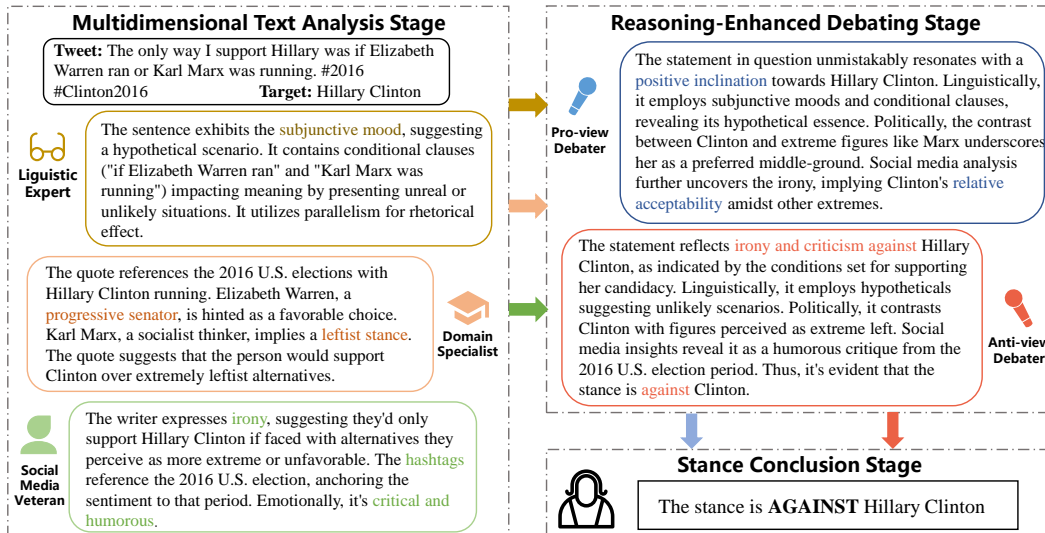 Multidimensional Text Analysis Stage
Tweet: The only way I support Hillary was if Elizabeth
Warren ran or Karl Marx was running. #2016
#Clinton2016 Target: Hillary Clinton
Liguistic
Expert
The sentence exhibits the subjunctive mood, suggesting
a hypothetical scenario. It contains conditional clauses
("if Elizabeth Warren ran" and "Karl Marx was
running") impacting meaning by presenting unreal or
unlikely situations. It utilizes parallelism for rhetorical
effect.
The quote references the 2016 U.S. elections with
Hillary Clinton running. Elizabeth Warren, a
progressive senator, is hinted as a favorable choice.
Karl Marx, a socialist thinker, implies a leftist stance.
The quote suggests that the person would support
Clinton over extremely leftist alternatives.
Domain
Specialist
Social
Media
Veteran
The writer expresses irony, suggesting they'd only
support Hillary Clinton if faced with alternatives they
perceive as more extreme or unfavorable. The hashtags
reference the 2016 U.S. election, anchoring the
sentiment to that period. Emotionally, it's critical and
humorous.
Reasoning-Enhanced Debating Stage
Pro-view
Debater
The statement in question unmistakably resonates with a
positive inclination towards Hillary Clinton. Linguistically,
it employs subjunctive moods and conditional clauses,
revealing its hypothetical essence. Politically, the contrast
between Clinton and extreme figures like Marx underscores
her as a preferred middle-ground. Social media analysis
further uncovers the irony, implying Clinton's relative
acceptability amidst other extremes.
The statement reflects irony and criticism against Hillary
Clinton, as indicated by the conditions set for supporting
her candidacy. Linguistically, it employs hypotheticals
suggesting unlikely scenarios. Politically, it contrasts
Clinton with figures perceived as extreme left. Social
media insights reveal it as a humorous critique from the
2016 U.S. election period. Thus, it's evident that the
stance is against Clinton.
Anti-view
Debater
Stance Conclusion Stage
The stance is AGAINST Hillary Clinton